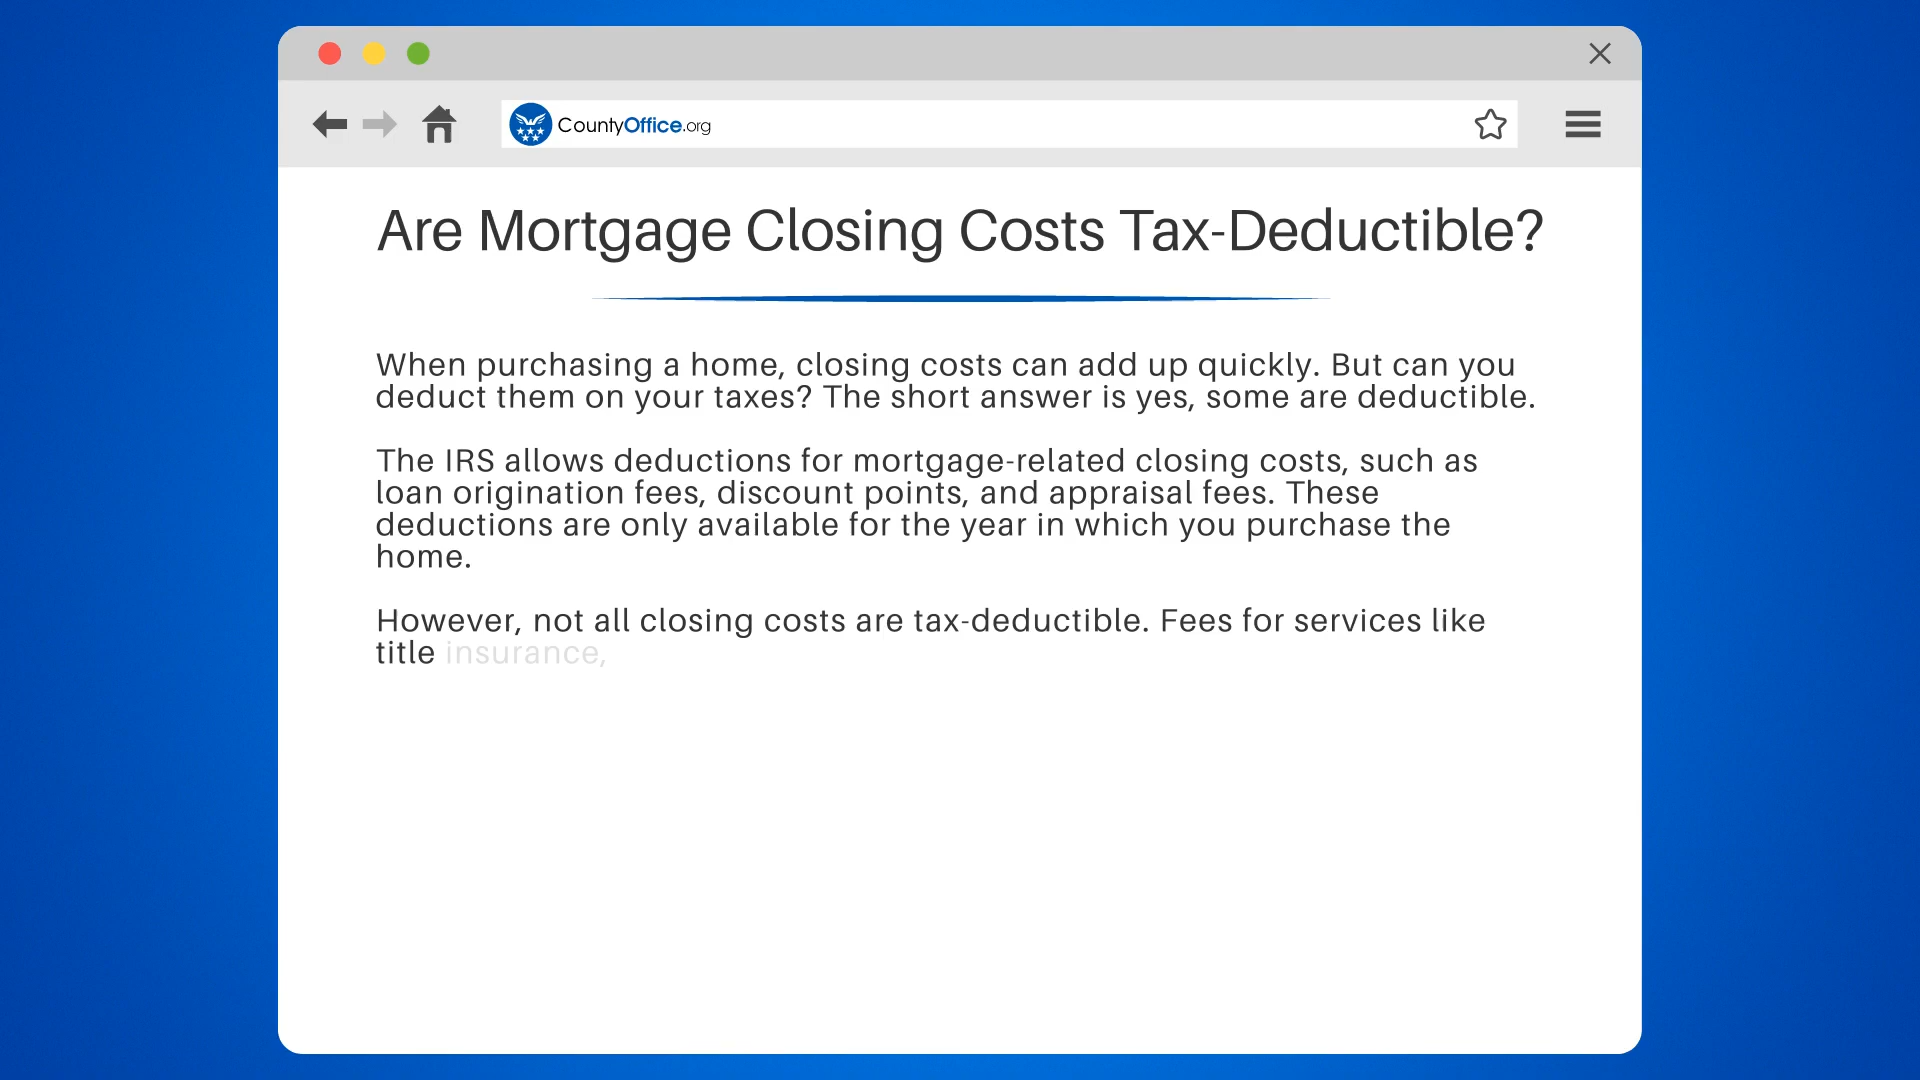 CountyOffice.org
Are Mortgage Closing Costs Tax-Deductible?
When purchasing a home, closing costs can add up quickly. But can you
deduct them on your taxes? The short answer is yes, some are deductible.
The IRS allows deductions for mortgage-related closing costs, such as
loan origination fees, discount points, and appraisal fees. These
deductions are only available for the year in which you purchase the
home.
However, not all closing costs are tax-deductible. Fees for services like
title insurance,